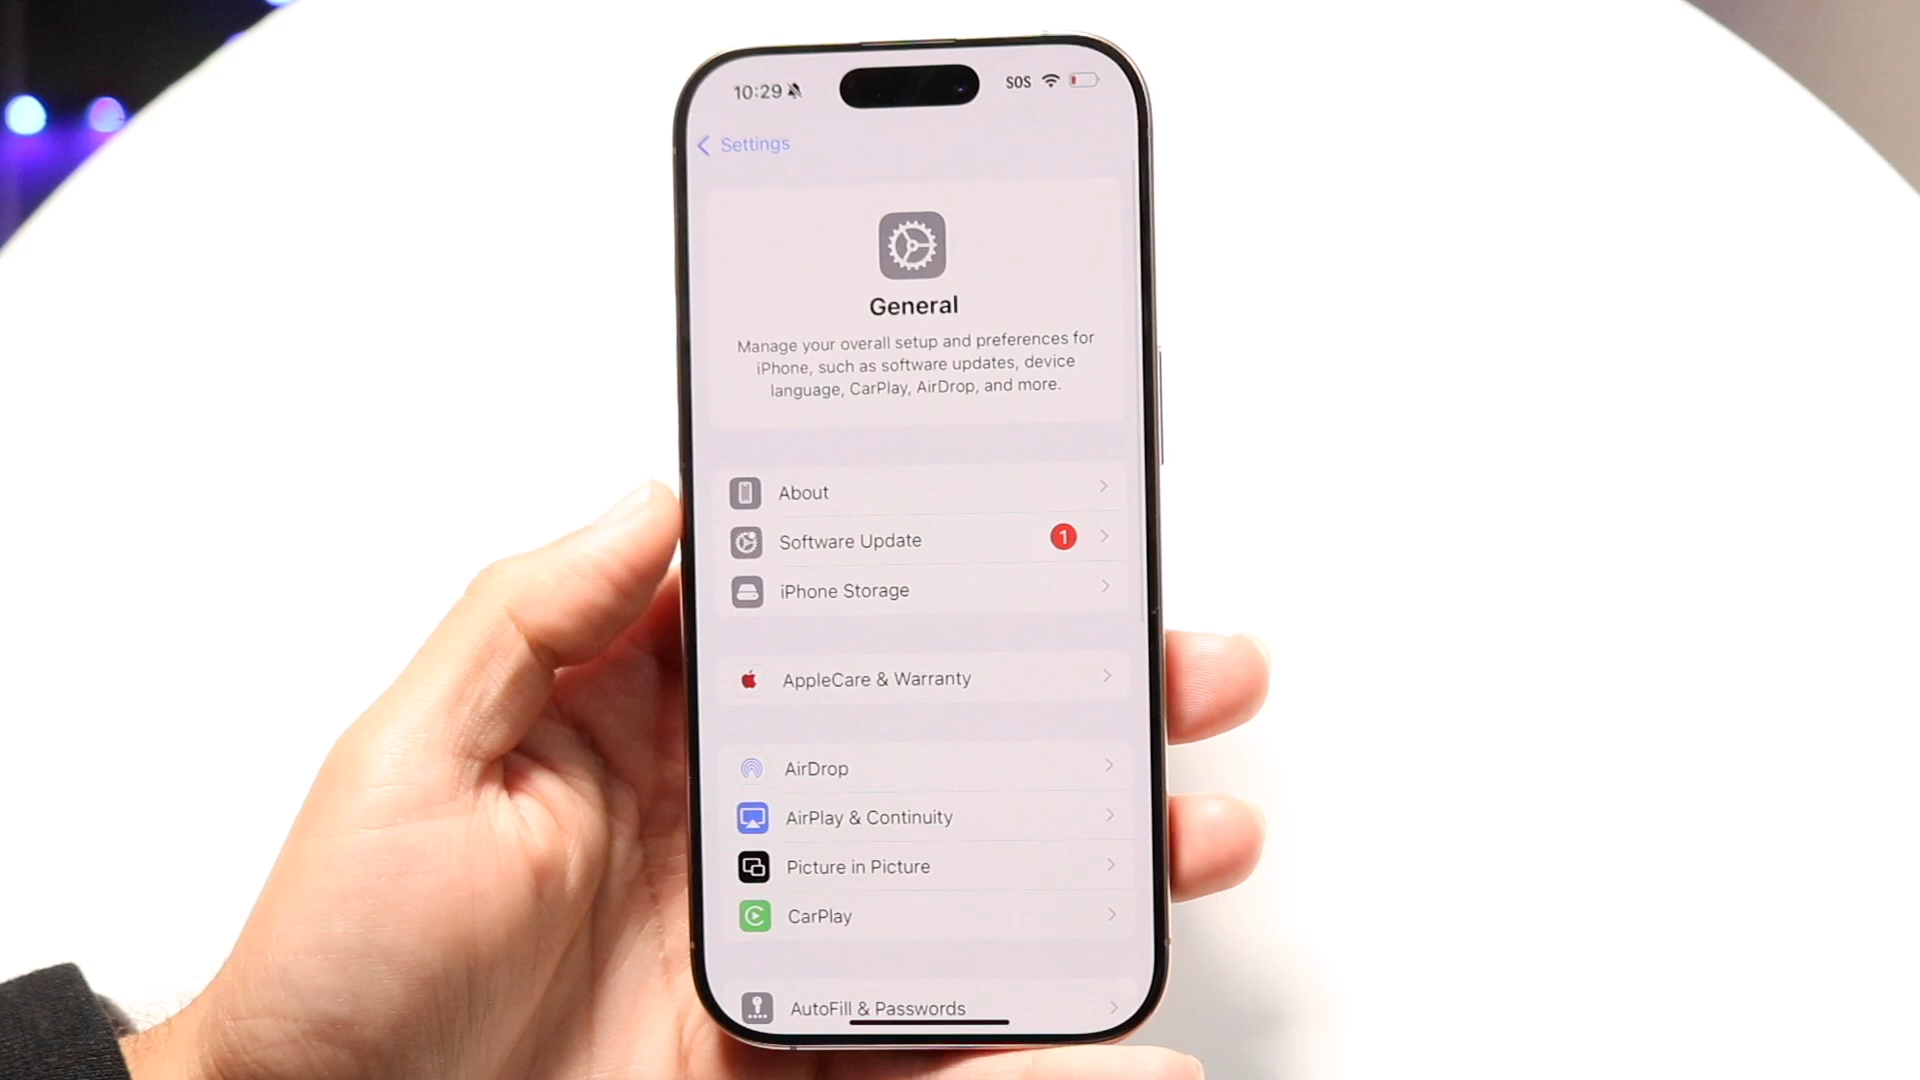 10:29
SOS
Settings
General
Manage your overall setup and preferences for
iPhone, such as software updates, device
language, CarPlay, AirDrop, and more.
About
Software Update 1
iPhone Storage
AppleCare & Warranty
AirDrop
AirPlay & Continuity
Picture in Picture
CarPlay
AutoFill & Passwords